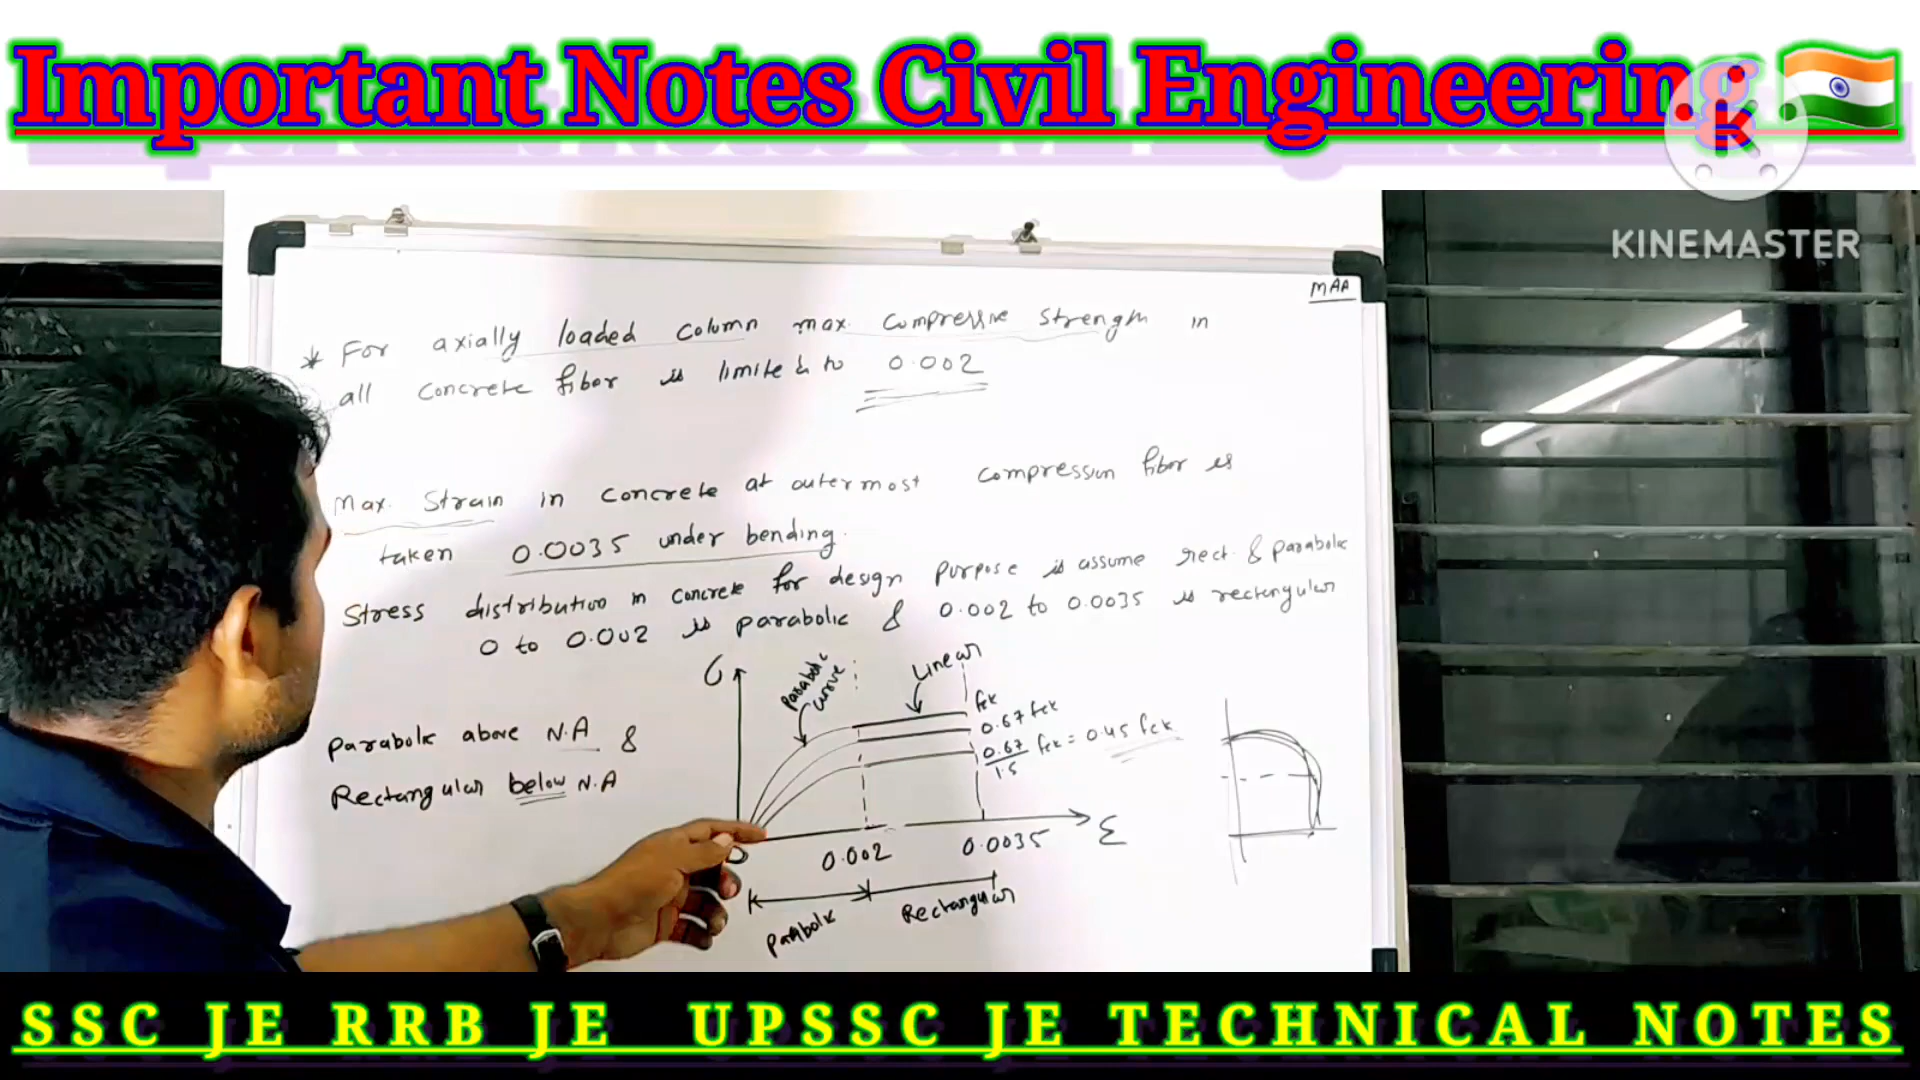 Important Notes Civil Engineering
KINEMASTER
MAA
* For axially loaded column max. compressive strength in
all concrete fiber is limited to 0.002
Max. Strain in concrete at outermost compression fiber is
taken 0.0035 under bending.
Stress distribution in concrete for design purpose is assume rect. & parabolic
0 to 0.002 is parabolic & 0.002 to 0.0035 is rectangular
Parabolic curve
Linear
fck
0.67 fck
0.67/1.5 fck = 0.45 fck
Parabolic above N.A &
Rectangular below N.A
0.002
0.0035
Ɛ
Parabolic
Rectangular
SSC JE RRB JE UPSSC JE TECHNICAL NOTES